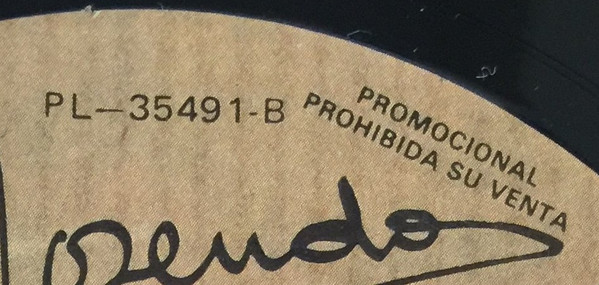 PL-35491-B
PROMOCIONAL
PROHIBIDA SU VENTA